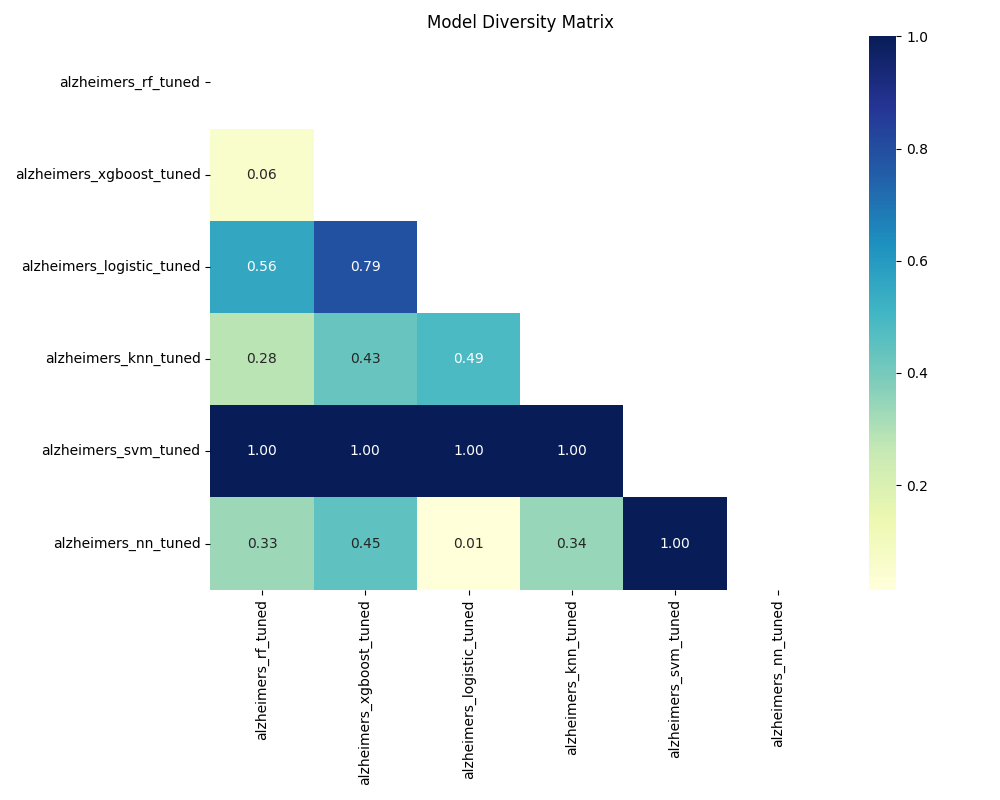 Model Diversity Matrix
alzheimers_rf_tuned
alzheimers_xgboost_tuned
0.06
alzheimers_logistic_tuned
0.56 0.79
alzheimers_knn_tuned
0.28 0.43 0.49
alzheimers_svm_tuned
1.00 1.00 1.00 1.00
alzheimers_nn_tuned
0.33 0.45 0.01 0.34 1.00
alzheimers_rf_tuned
alzheimers_xgboost_tuned
alzheimers_logistic_tuned
alzheimers_knn_tuned
alzheimers_svm_tuned
alzheimers_nn_tuned
1.0
0.8
0.6
0.4
0.2